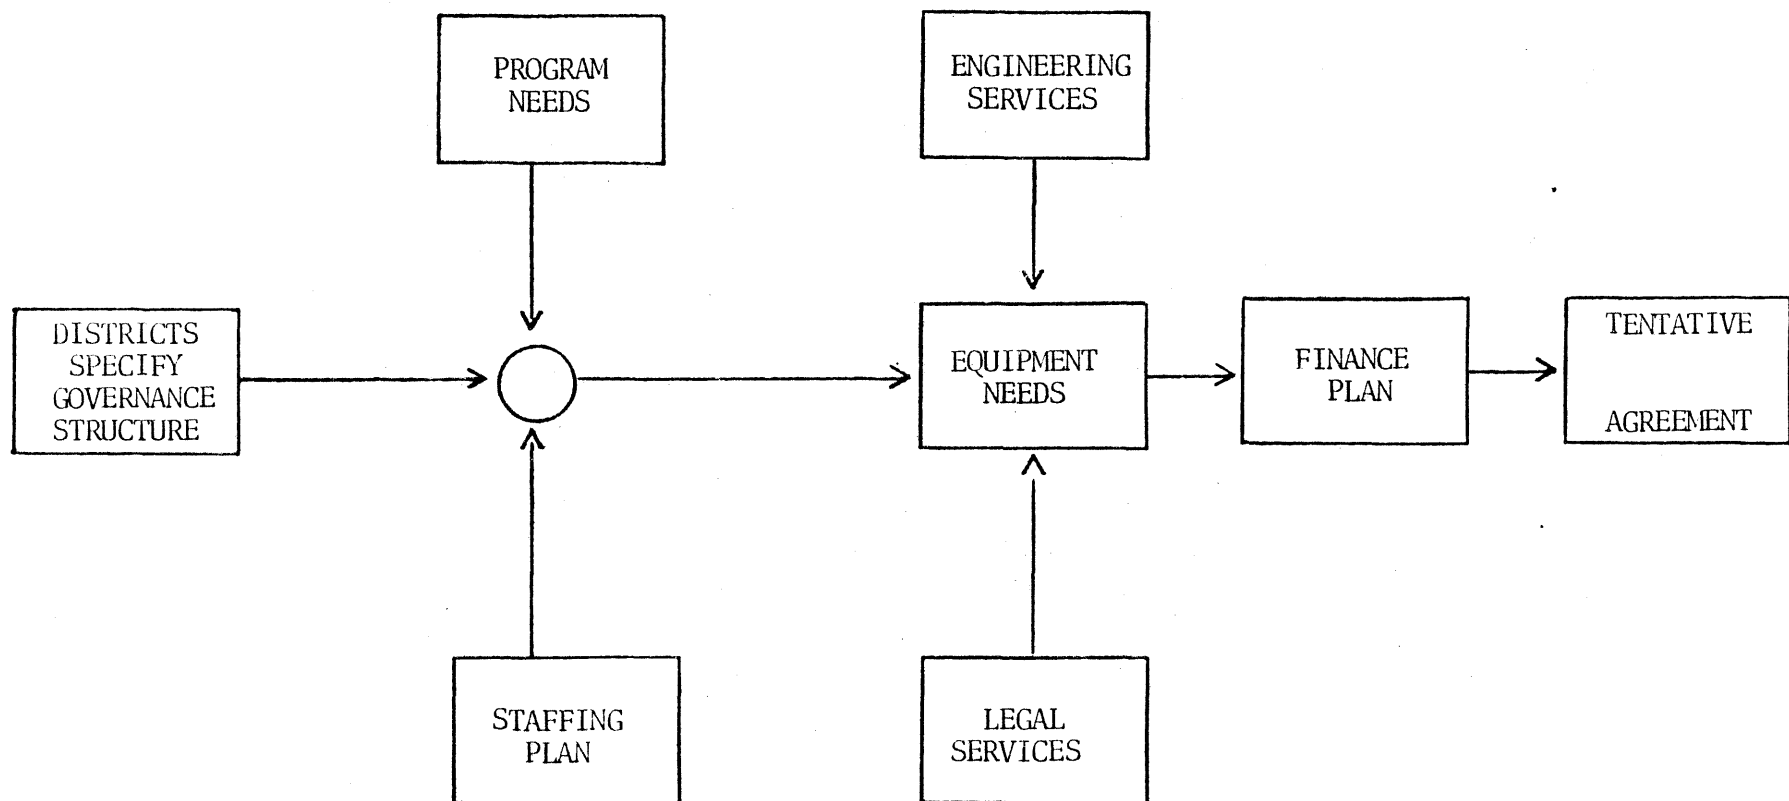 PROGRAM
NEEDS
ENGINEERING
SERVICES
DISTRICTS
SPECIFY
GOVERNANCE
STRUCTURE
EQUIPMENT
NEEDS
FINANCE
PLAN
TENTATIVE
AGREEMENT
STAFFING
PLAN
LEGAL
SERVICES